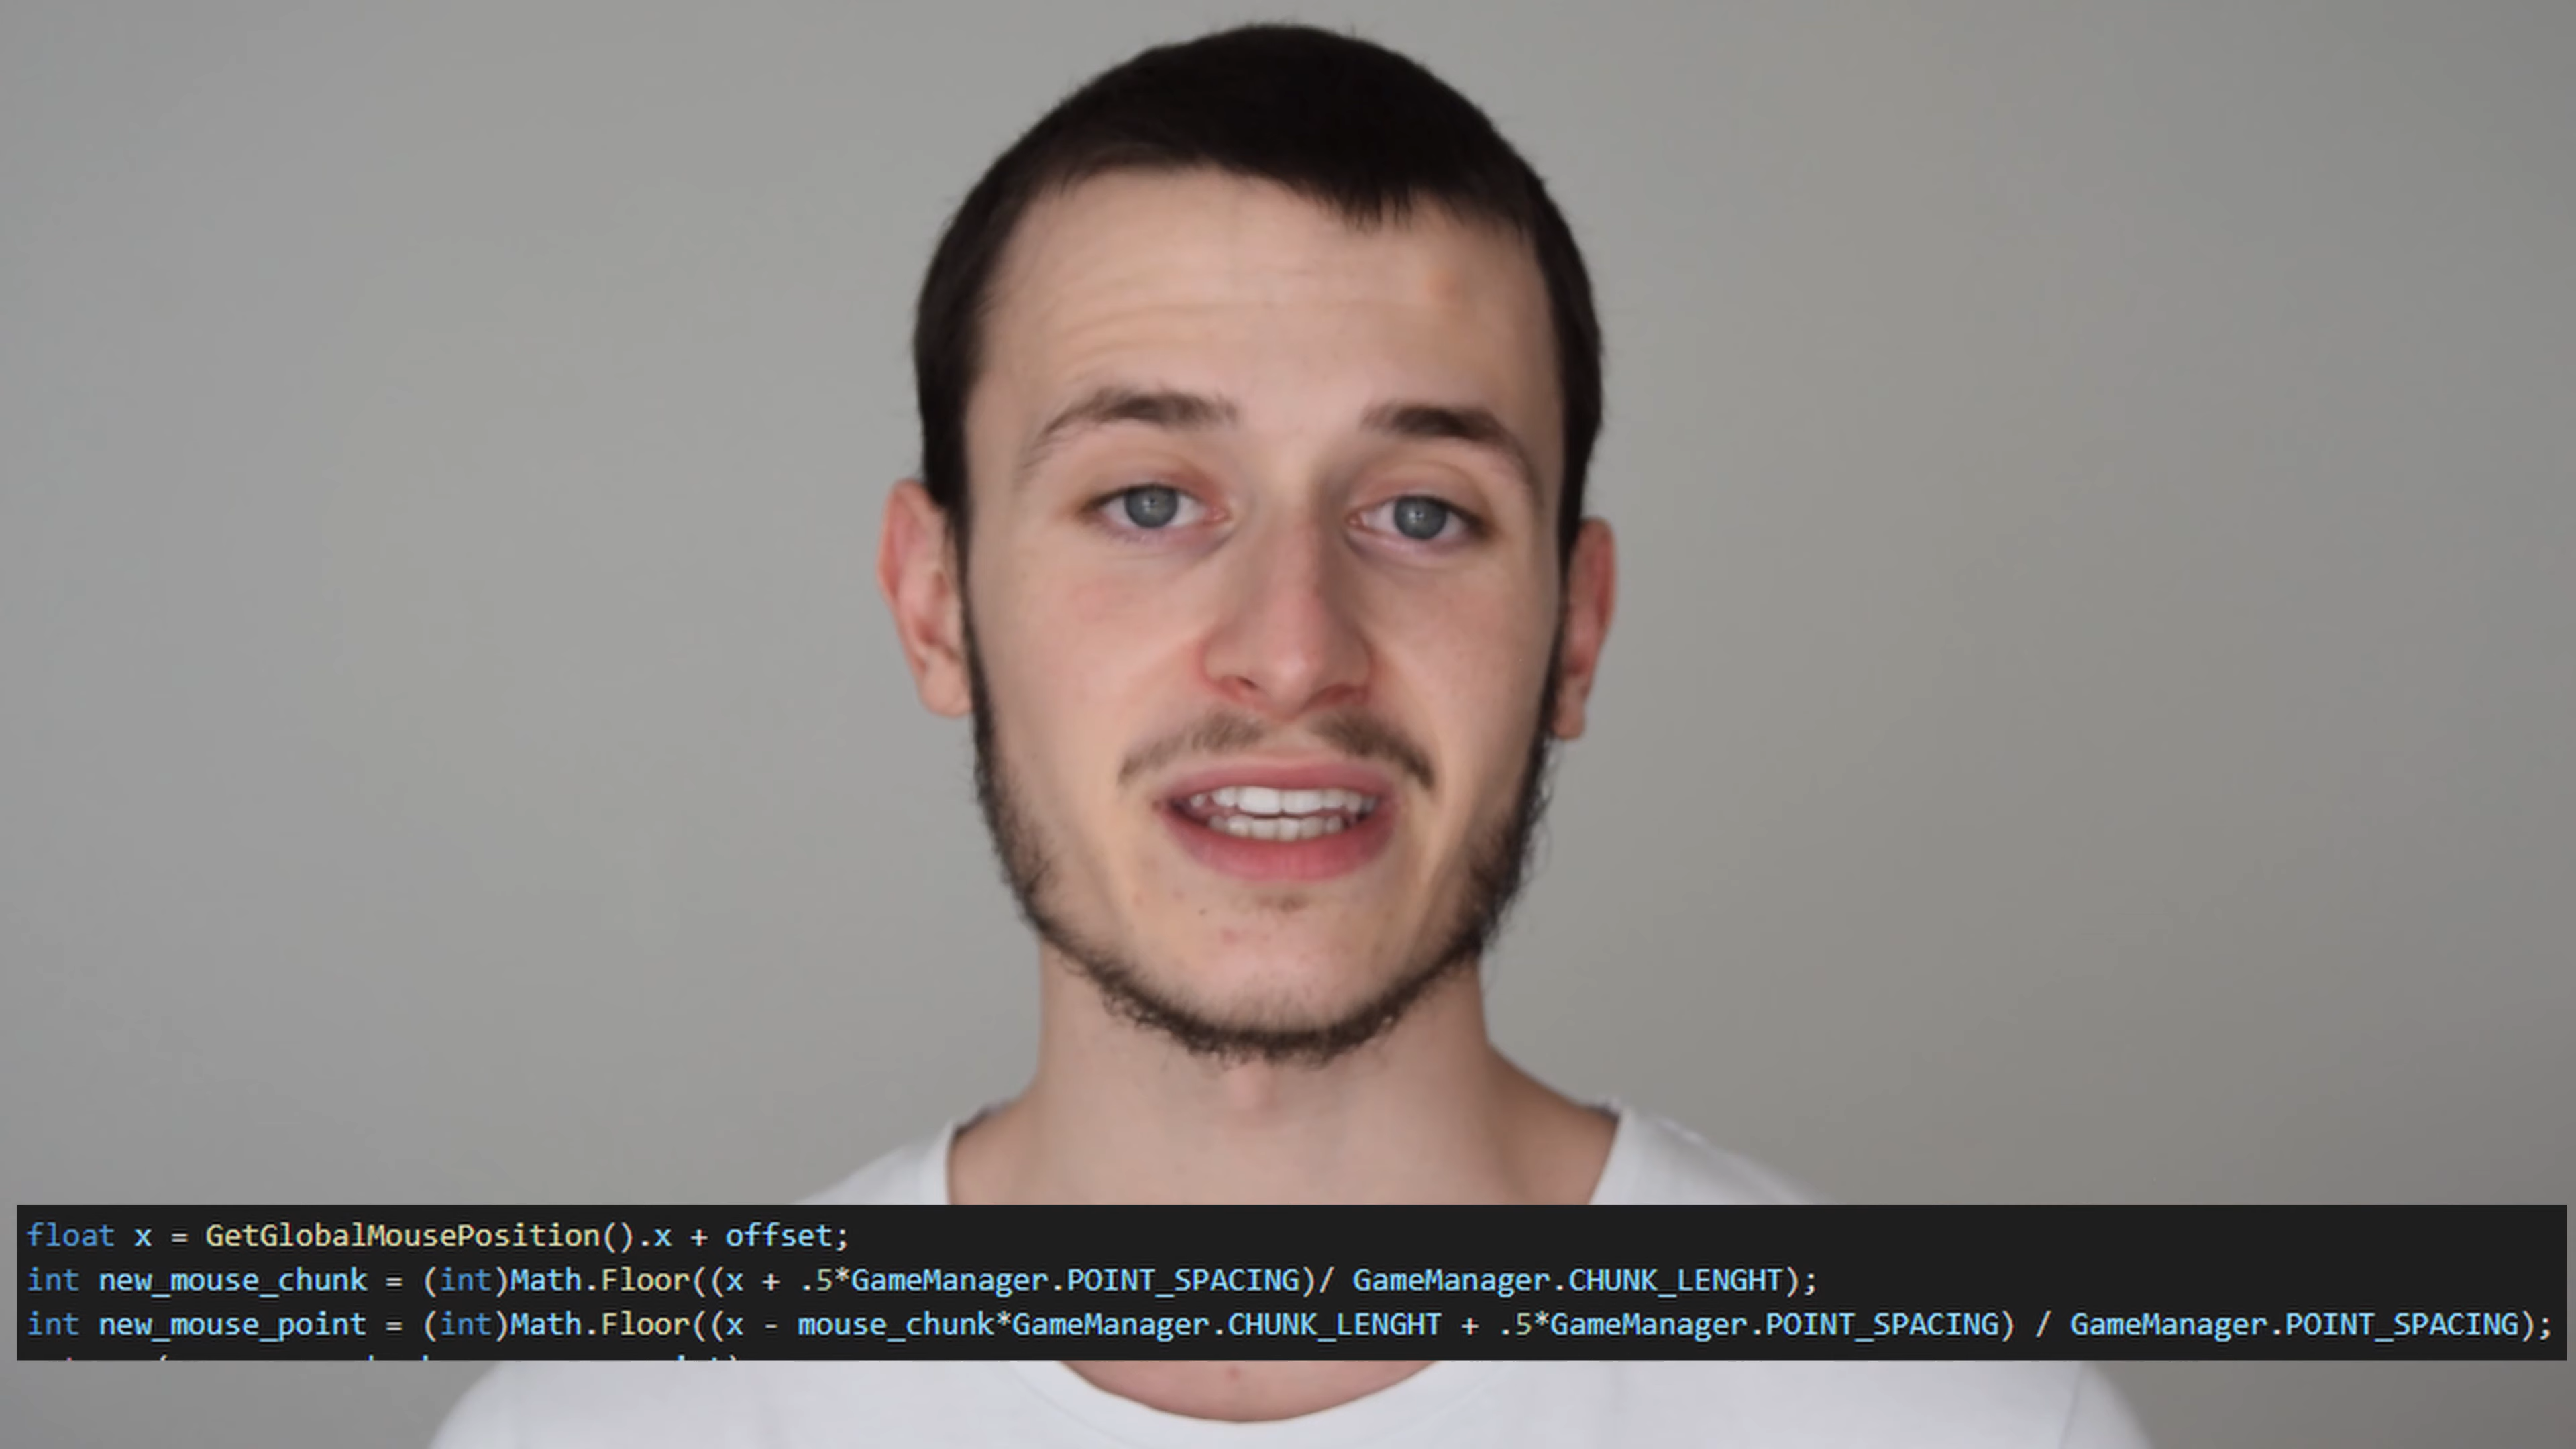 float x = GetGlobalMousePosition().x + offset;
int new_mouse_chunk = (int)Math.Floor((x + .5*GameManager.POINT_SPACING)/ GameManager.CHUNK_LENGHT);
int new_mouse_point = (int)Math.Floor((x - mouse_chunk*GameManager.CHUNK_LENGHT + .5*GameManager.POINT_SPACING) / GameManager.POINT_SPACING);